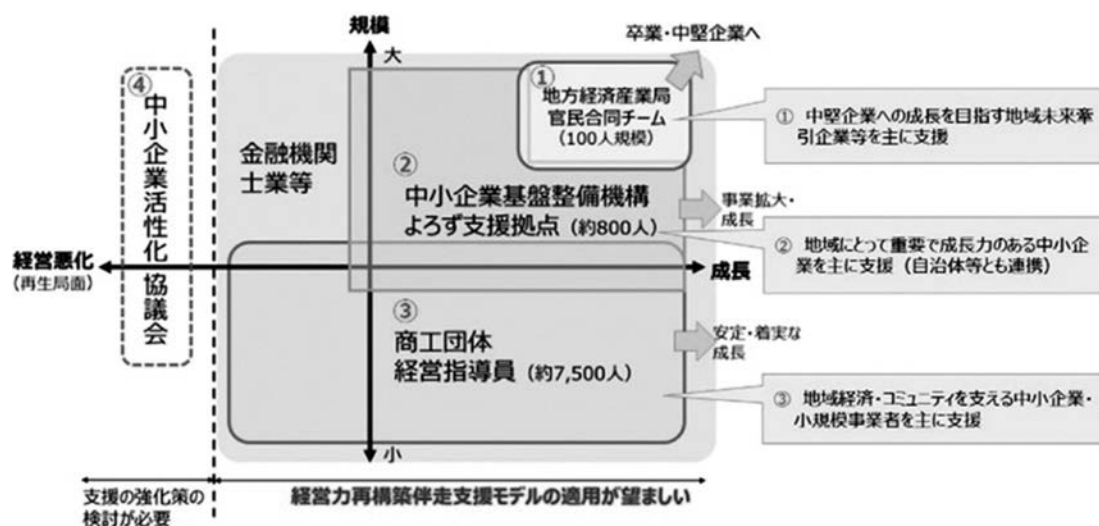 規模
大
卒業・中堅企業へ
④
中小企業活性化 協議会
金融機関
士業等
①
地方経済産業局
官民合同チーム
（100人規模）
① 中堅企業への成長を目指す地域未来牽
引企業等を主に支援
②
中小企業基盤整備機構
よろず支援拠点（約800人）
事業拡大・
成長
② 地域にとって重要で成長力のある中小企
業を主に支援（自治体等とも連携）
経営悪化
（再生局面）
成長
③
商工団体
経営指導員（約7,500人）
安定・着実な
成長
③ 地域経済・コミュニティを支える中小企業・
小規模事業者を主に支援
小
支援の強化策の
検討が必要
経営力再構築伴走支援モデルの適用が望ましい